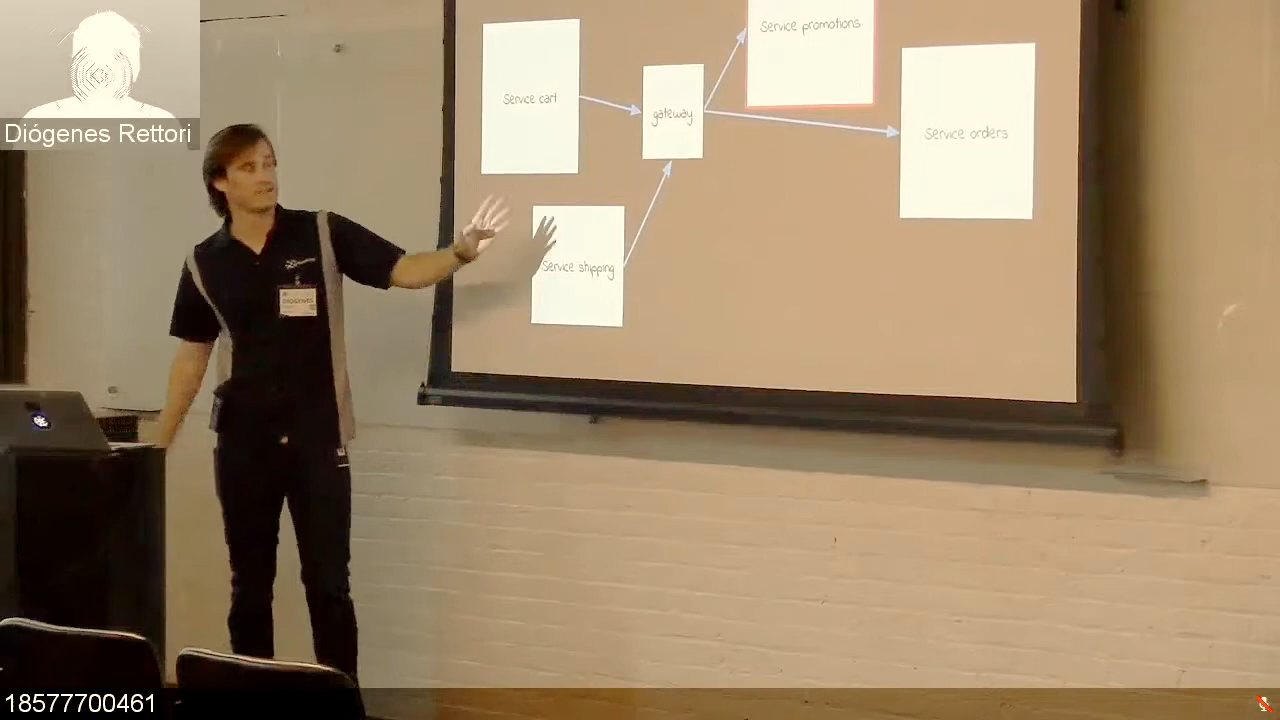 Diógenes Rettori
Service promotions
Service cart
gateway
Service orders
Service shipping
DIOGENES
18577700461